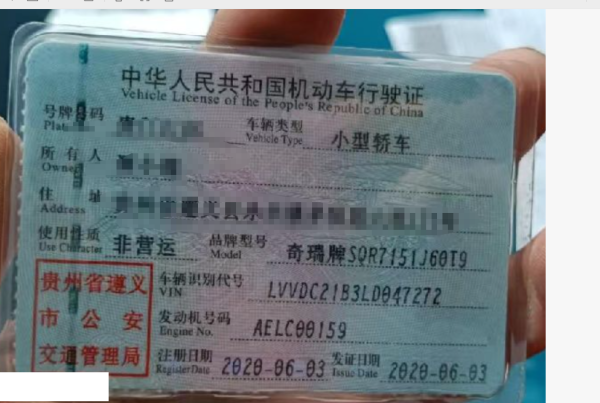 中华人民共和国机动车行驶证
Vehicle License of the People's Republic of China
号牌号码 车辆类型 小型轿车
Plate Vehicle Type
所有人
Owner
住址
Address
使用性质 非营运 品牌型号 奇瑞牌SQR7151J60T9
Use Character Model
贵州省遵义 车辆识别代号 LVVDC21B3LD047272
VIN
市公安 发动机号码 AELC00159
Engine No.
交通管理局 注册日期 2020-06-03 发证日期 2020-06-03
Register Date Issue Date